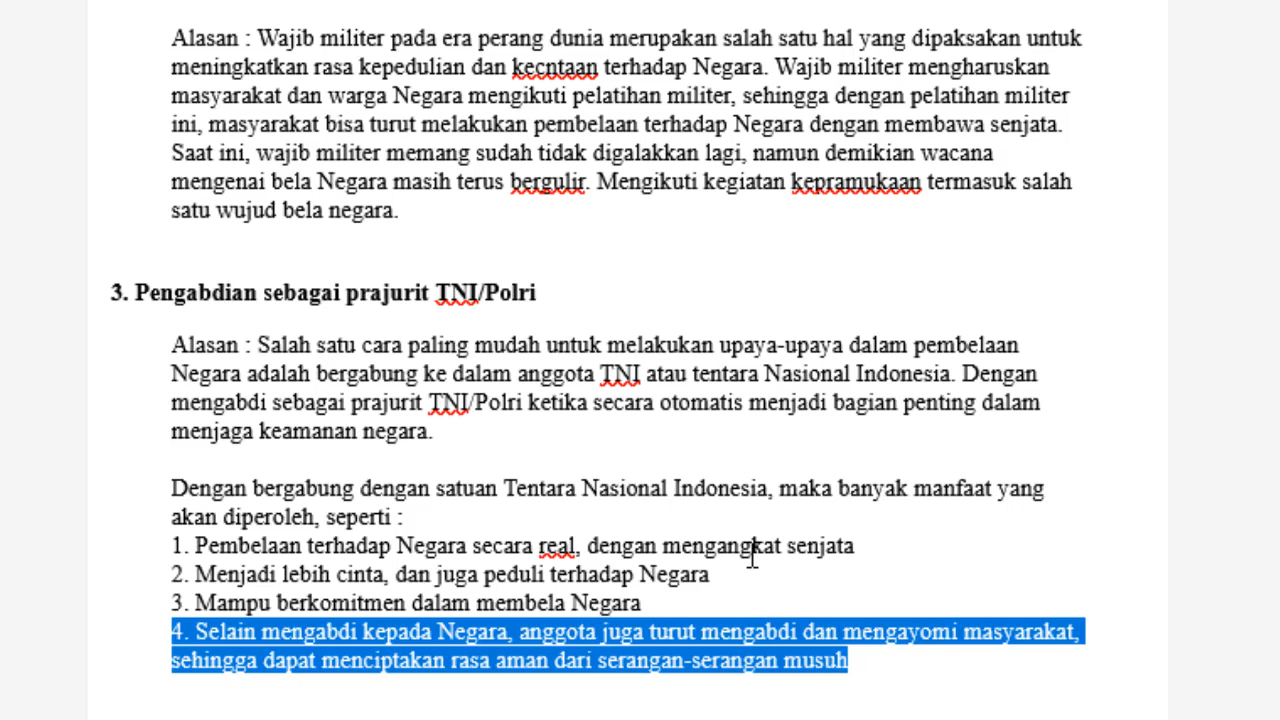 Alasan : Wajib militer pada era perang dunia merupakan salah satu hal yang dipaksakan untuk
meningkatkan rasa kepedulian dan kecntaan terhadap Negara. Wajib militer mengharuskan
masyarakat dan warga Negara mengikuti pelatihan militer, sehingga dengan pelatihan militer
ini, masyarakat bisa turut melakukan pembelaan terhadap Negara dengan membawa senjata.
Saat ini, wajib militer memang sudah tidak digalakkan lagi, namun demikian wacana
mengenai bela Negara masih terus bergulir. Mengikuti kegiatan kepramukaan termasuk salah
satu wujud bela negara.
3. Pengabdian sebagai prajurit TNI/Polri
Alasan : Salah satu cara paling mudah untuk melakukan upaya-upaya dalam pembelaan
Negara adalah bergabung ke dalam anggota TNI atau tentara Nasional Indonesia. Dengan
mengabdi sebagai prajurit TNI/Polri ketika secara otomatis menjadi bagian penting dalam
menjaga keamanan negara.
Dengan bergabung dengan satuan Tentara Nasional Indonesia, maka banyak manfaat yang
akan diperoleh, seperti :
1. Pembelaan terhadap Negara secara real, dengan mengangkat senjata
2. Menjadi lebih cinta, dan juga peduli terhadap Negara
3. Mampu berkomitmen dalam membela Negara
4. Selain mengabdi kepada Negara, anggota juga turut mengabdi dan mengayomi masyarakat,
sehingga dapat menciptakan rasa aman dari serangan-serangan musuh